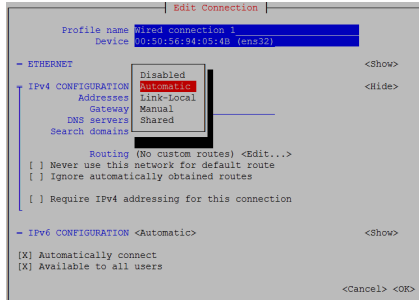 Edit Connection
Profile name Wired connection 1
Device 00:50:56:94:05:4B (ens32)
= ETHERNET <Show>
Disabled
= IPv4 CONFIGURATION Automatic <Hide>
Addresses Link-Local
Gateway Manual
DNS servers Shared
Search domains
Routing (No custom routes) <Edit...>
[ ] Never use this network for default route
[ ] Ignore automatically obtained routes
[ ] Require IPv4 addressing for this connection
= IPv6 CONFIGURATION <Automatic> <Show>
[X] Automatically connect
[X] Available to all users
<Cancel> <OK>